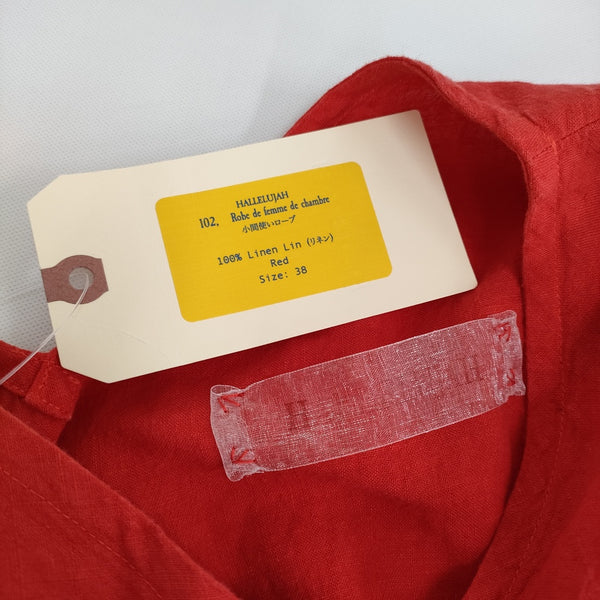 HALLELUJAH
102, Robe de femme de chambre
小間使いローブ
100% Linen Lin (リネン)
Red
Size: 38